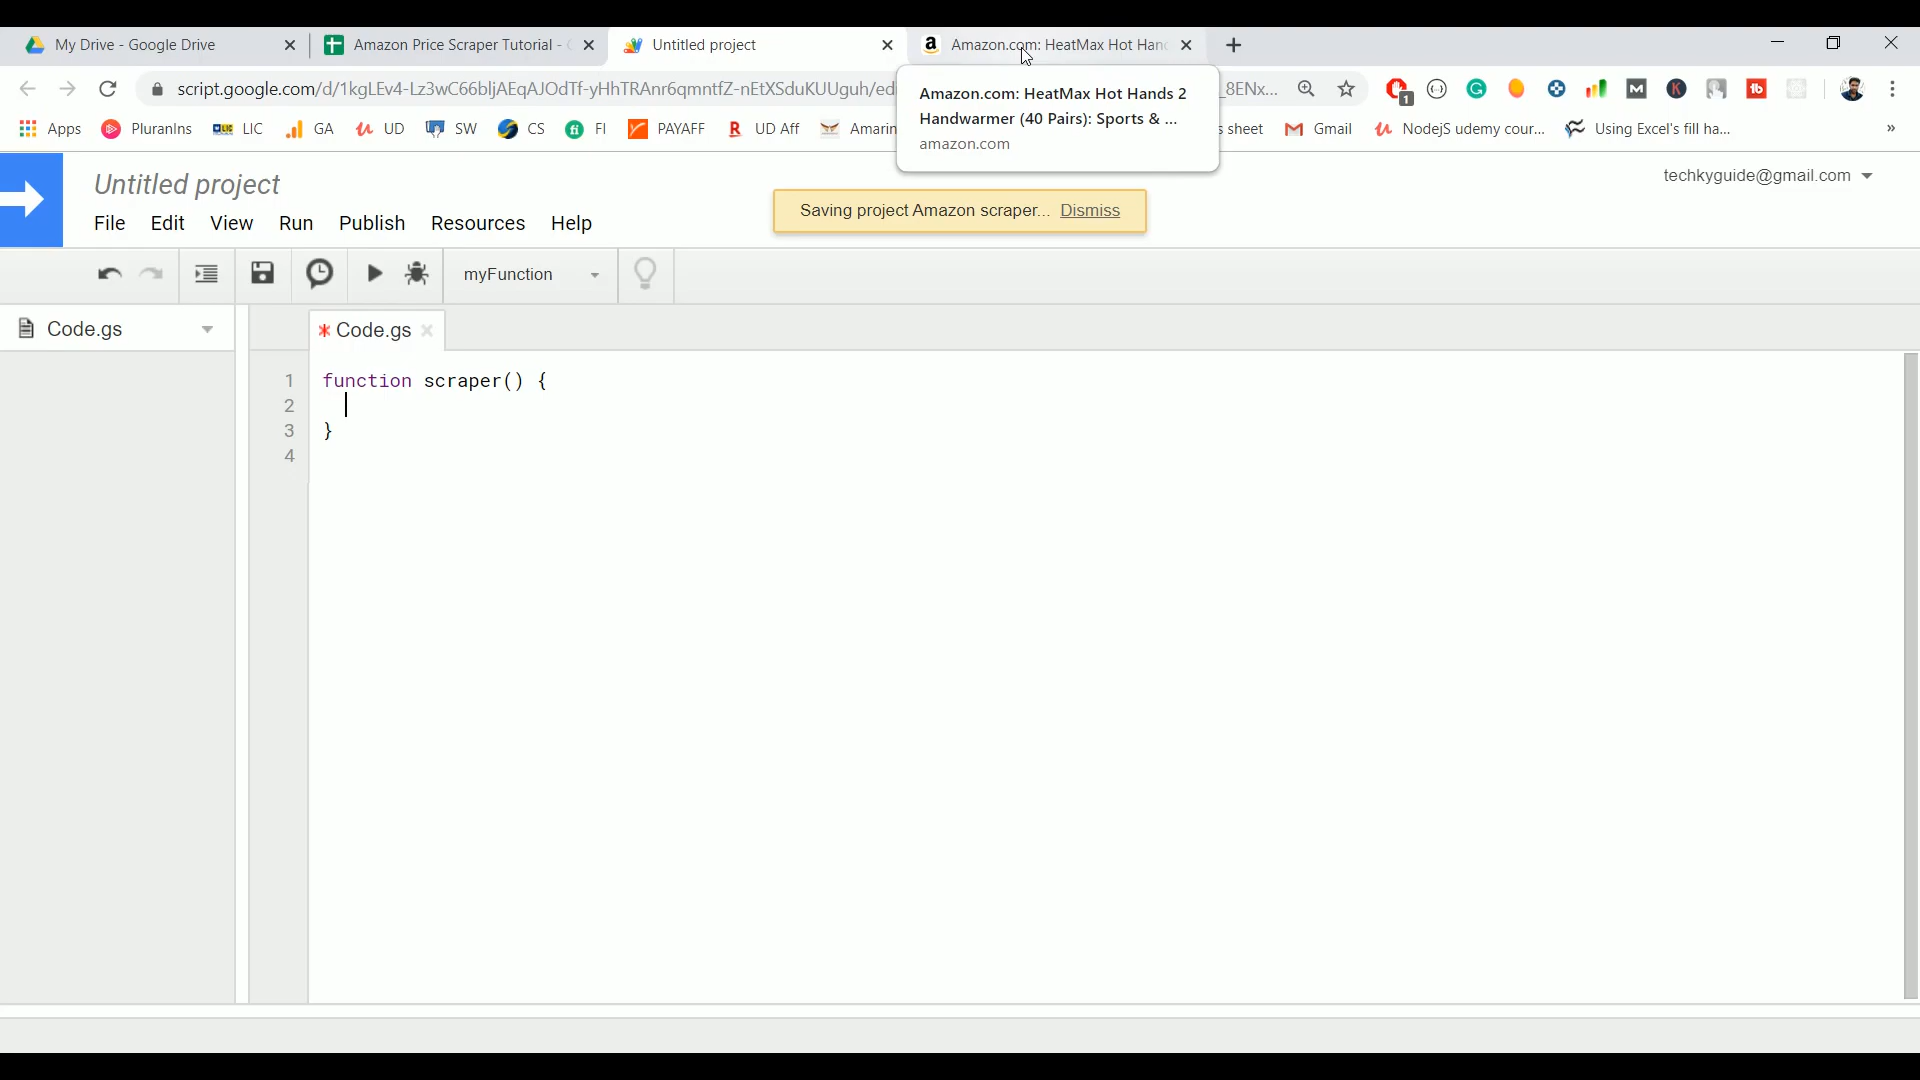 My Drive - Google Drive
Amazon Price Scraper Tutorial -
Untitled project
Amazon.com: HeatMax Hot Hand
script.google.com/d/1kgLEv4-Lz3wC66bljAEqAJOdTf-yHhTRAnr6qmntfZ-nEtXSduKUUguh/edi
_8ENx...
1
Apps
PluranIns
LIC
GA
UD
SW
CS
FI
PAYAFF
UD Aff
Amarin
s sheet
Gmail
NodejS udemy cour...
Using Excel's fill ha...
»
Amazon.com: HeatMax Hot Hands 2
Handwarmer (40 Pairs): Sports & ...
amazon.com
Untitled project
techkyguide@gmail.com
File Edit View Run Publish Resources Help
Saving project Amazon scraper... Dismiss
myFunction
Code.gs
* Code.gs
1 function scraper() {
2
3 }
4